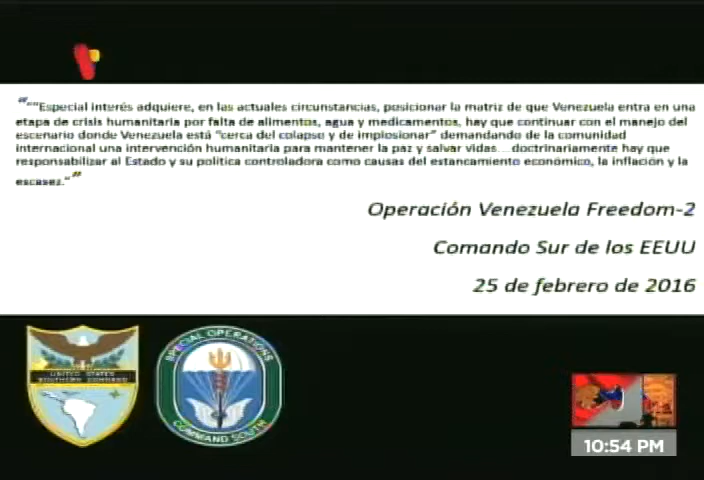 “““Especial interés adquiere, en las actuales circunstancias, posicionar la matriz de que Venezuela entra en una
etapa de crisis humanitaria por falta de alimentos, agua y medicamentos, hay que continuar con el manejo del
escenario donde Venezuela está “cerca del colapso y de implosionar” demandando de la comunidad
internacional una intervención humanitaria para mantener la paz y salvar vidas...doctrinariamente hay que
responsabilizar al Estado y su política controladora como causas del estancamiento económico, la inflación y la
escasez.””
Operación Venezuela Freedom-2
Comando Sur de los EEUU
25 de febrero de 2016
UNITED STATES
SOUTHERN COMMAND
SPECIAL OPERATIONS
COMMAND SOUTH
10:54 PM